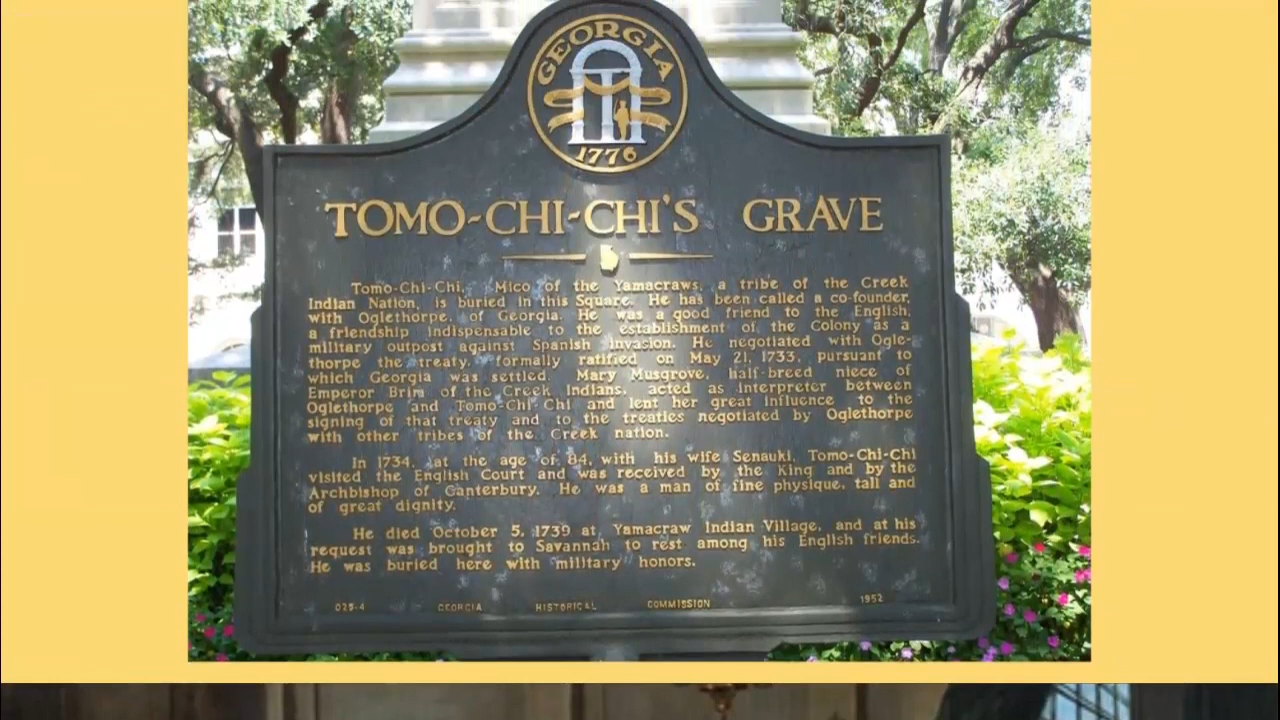 GEORGIA
1776
TOMO-CHI-CHI'S GRAVE
Tomo-Chi-Chi, Mico of the Yamacraws, a tribe of the Creek
Indian Nation, is buried in this Square. He has been called a co-founder,
with Oglethorpe, of Georgia. He was a good friend to the English,
a friendship indispensable to the establishment of the Colony as a
military outpost against Spanish invasion. He negotiated with Ogle-
thorpe the treaty, formally ratified on May 21, 1733, pursuant to
which Georgia was settled. Mary Musgrove, half-breed niece of
Emperor Brim of the Creek Indians, acted as interpreter between
Oglethorpe and Tomo-Chi-Chi and lent her great influence to the
signing of that treaty and to the treaties negotiated by Oglethorpe
with other tribes of the Creek nation.
In 1734, at the age of 84, with his wife Senauki, Tomo-Chi-Chi
visited the English Court and was received by the King and by the
Archbishop of Canterbury. He was a man of fine physique, tall and
of great dignity.
He died October 5, 1739 at Yamacraw Indian Village, and at his
request was brought to Savannah to rest among his English friends.
He was buried here with military honors.
025-4 GEORGIA HISTORICAL COMMISSION 1952